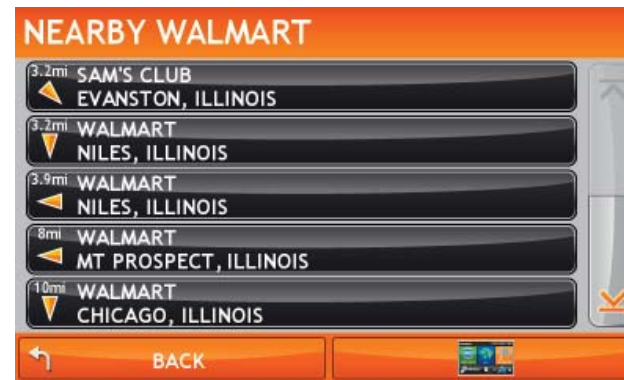 NEARBY WALMART
3.2mi SAM'S CLUB
EVANSTON, ILLINOIS
3.2mi WALMART
NILES, ILLINOIS
3.9mi WALMART
NILES, ILLINOIS
8mi WALMART
MT PROSPECT, ILLINOIS
10mi WALMART
CHICAGO, ILLINOIS
BACK